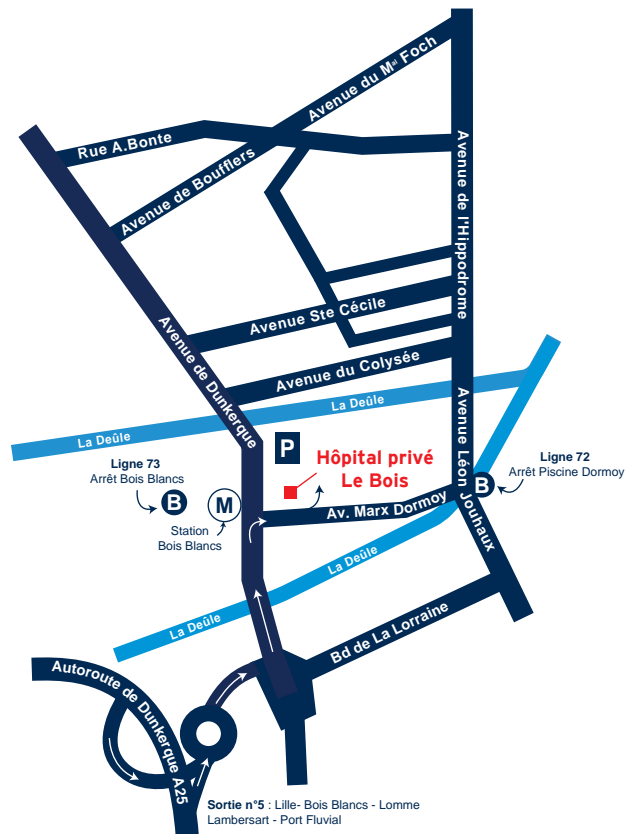 Avenue du Mal Foch
Rue A.Bonte
Avenue de Boufflers
Avenue de l'Hippodrome
Avenue Ste Cécile
Avenue de Dunkerque
Avenue du Colysée
La Deûle
La Deûle
Avenue Léon Jouhaux
P
Hôpital privé
Le Bois
Ligne 73
Arrêt Bois Blancs
B
M
Station
Bois Blancs
Ligne 72
Arrêt Piscine Dormoy
B
Av. Marx Dormoy
La Deûle
La Deûle
Bd de La Lorraine
Autoroute de Dunkerque A25
Sortie n°5 : Lille- Bois Blancs - Lomme
Lambersart - Port Fluvial